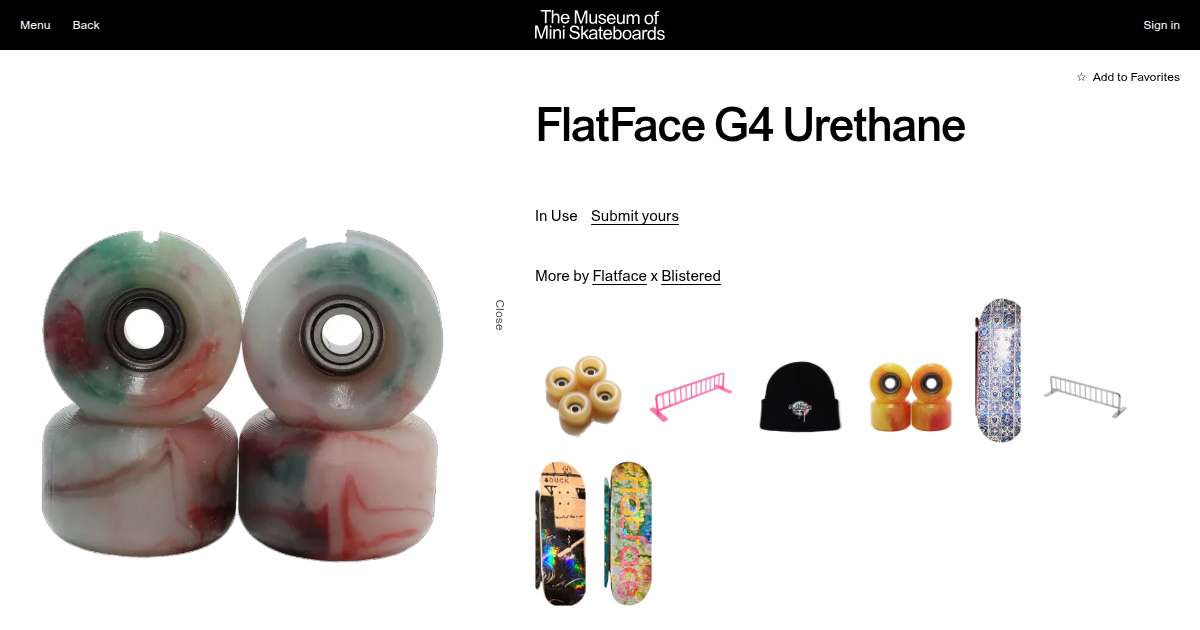 Menu
Back
The Museum of
Mini Skateboards
Sign in
☆ Add to Favorites
FlatFace G4 Urethane
In Use Submit yours
More by Flatface x Blistered
Close
flatface